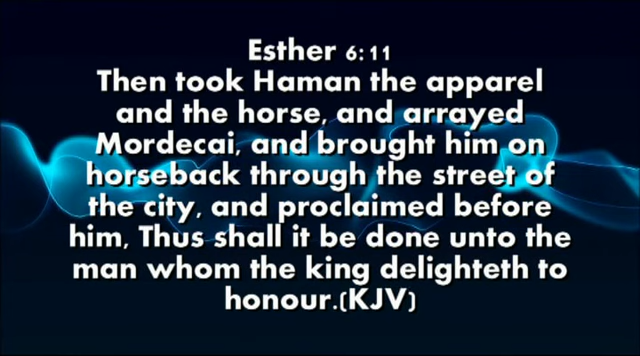 Esther 6:11
Then took Haman the apparel
and the horse, and arrayed
Mordecai, and brought him on
horseback through the street of
the city, and proclaimed before
him, Thus shall it be done unto the
man whom the king delighteth to
honour.(KJV)